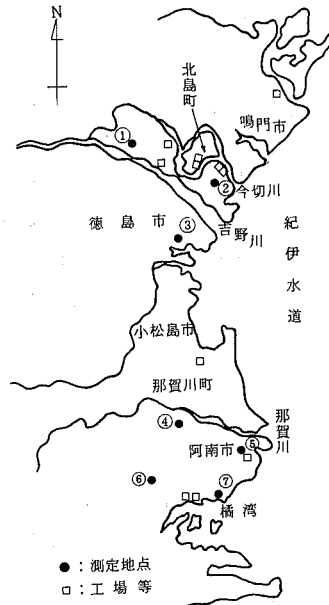 N
北島町
鳴門市
①
②
今切川
吉野川
徳島市
③
紀伊水道
小松島市
那賀川町
那賀川
④
⑤
阿南市
⑥
⑦
橘湾
●:測定地点
□:工場等